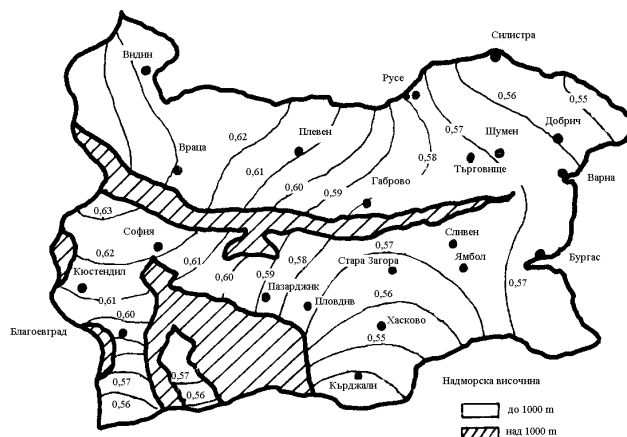 Силистра
Видин
Русе
0,56
0,55
Добрич
0,62
Плевен
0,57
Шумен
Враца
0,61
0,58
Търговище
0,60
0,59
Габрово
Варна
0,63
София
Сливен
0,62
0,61
0,57
Бургас
0,58
Стара Загора
Ямбол
Кюстендил
0,60
0,59
Пазарджик
0,57
0,61
Пловдив
0,56
0,60
Хасково
Благоевград
0,55
0,57
0,57
Кърджали
Надморска височина
0,56
0,56
до 1000 m
над 1000 m